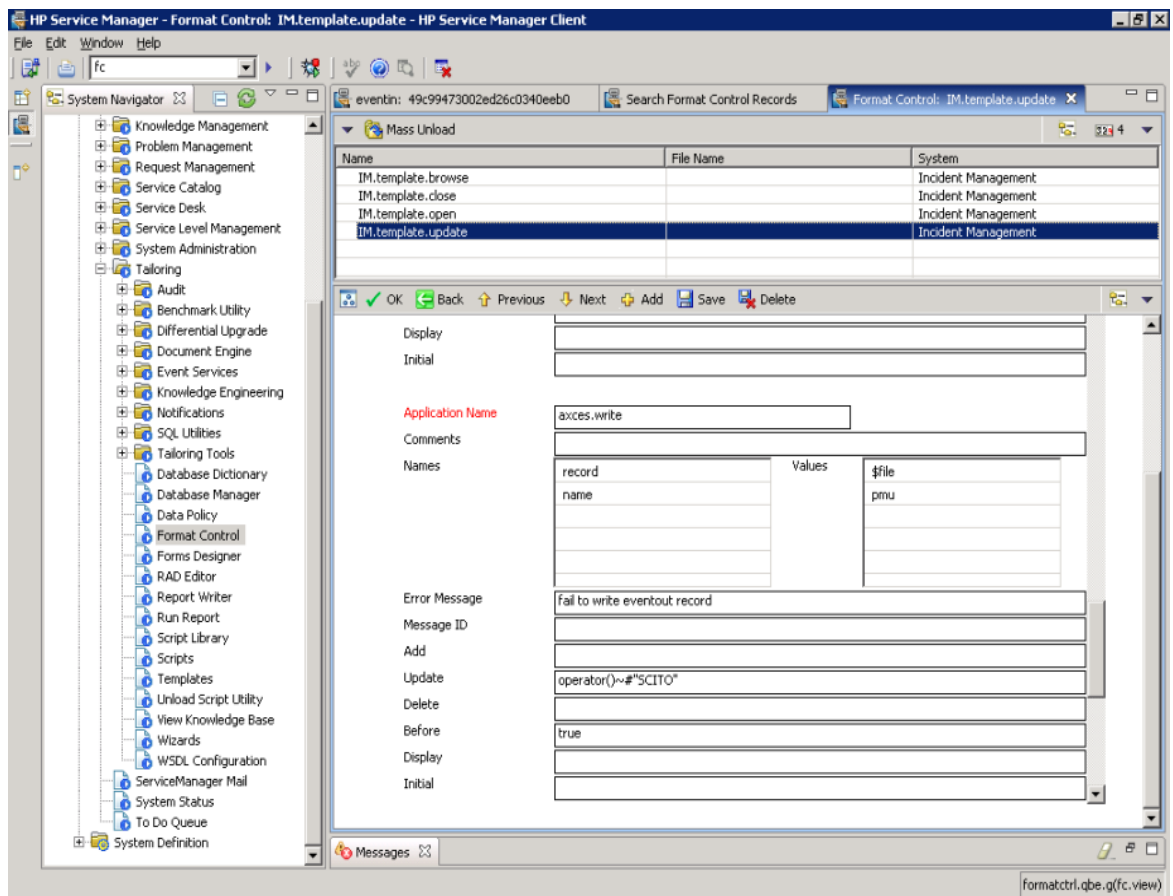 HP Service Manager - Format Control: IM.template.update - HP Service Manager Client
File Edit Window Help
fc
System Navigator
eventin: 49c99473002ed26c0340eeb0
Search Format Control Records
Format Control: IM.template.update
Knowledge Management
Problem Management
Request Management
Service Catalog
Service Desk
Service Level Management
System Administration
Tailoring
Audit
Benchmark Utility
Differential Upgrade
Document Engine
Event Services
Knowledge Engineering
Notifications
SQL Utilities
Tailoring Tools
Database Dictionary
Database Manager
Data Policy
Format Control
Forms Designer
RAD Editor
Report Writer
Run Report
Script Library
Scripts
Templates
Unload Script Utility
View Knowledge Base
Wizards
WSDL Configuration
ServiceManager Mail
System Status
To Do Queue
System Definition
Mass Unload
4
Name File Name System
IM.template.browse Incident Management
IM.template.close Incident Management
IM.template.open Incident Management
IM.template.update Incident Management
OK Back Previous Next Add Save Delete
Display
Initial
Application Name axces.write
Comments
Names record Values $file
name pmu
Error Message fail to write eventout record
Message ID
Add
Update operator()~#"SCITO"
Delete
Before true
Display
Initial
Messages
formatctrl.qbe.g(fc.view)